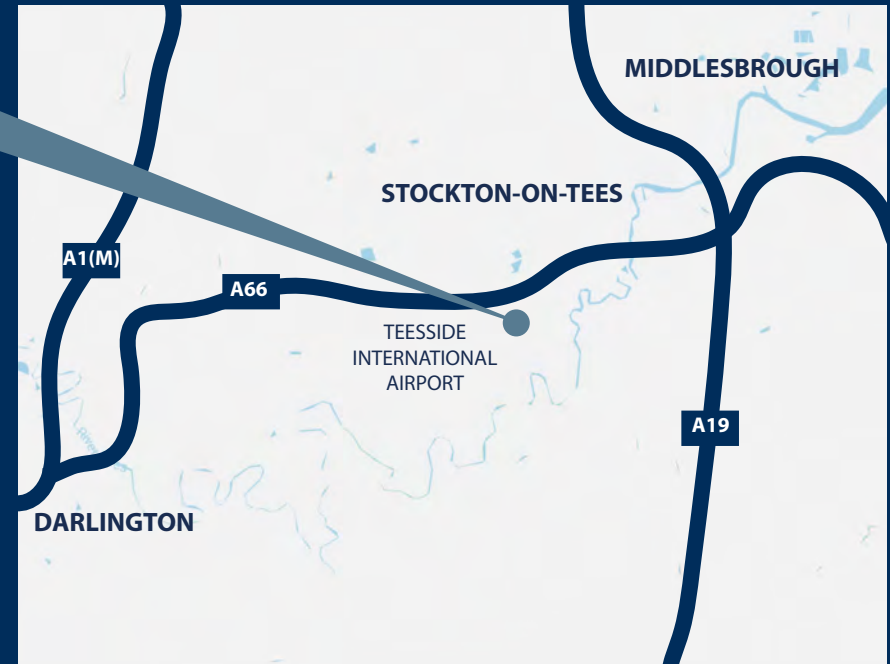 MIDDLESBROUGH
STOCKTON-ON-TEES
A1(M)
A66
TEESSIDE
INTERNATIONAL
AIRPORT
A19
DARLINGTON